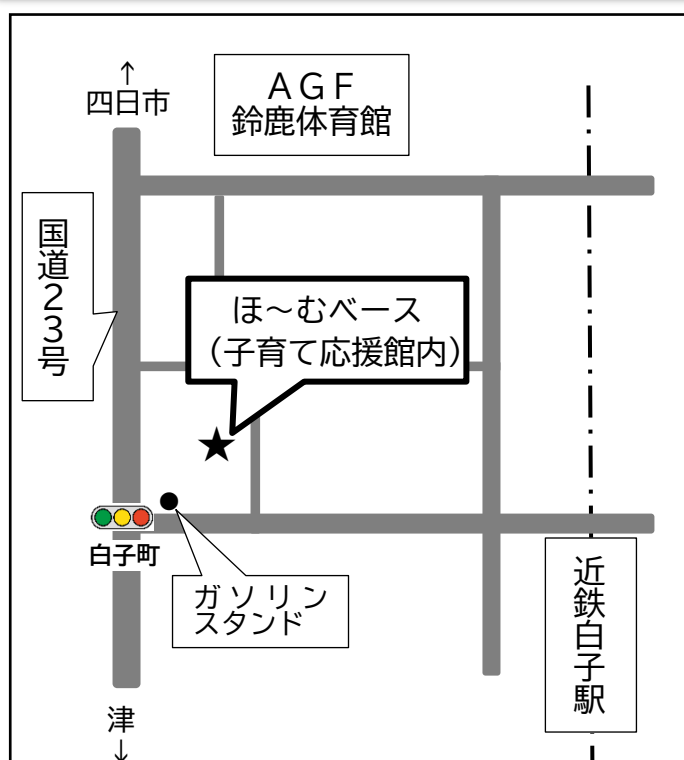 ↑
四日市
ＡＧＦ
鈴鹿体育館
国道２３号
ほ～むベース
（子育て応援館内）
★
白子町
ガソリン
スタンド
近鉄白子駅
津
↓